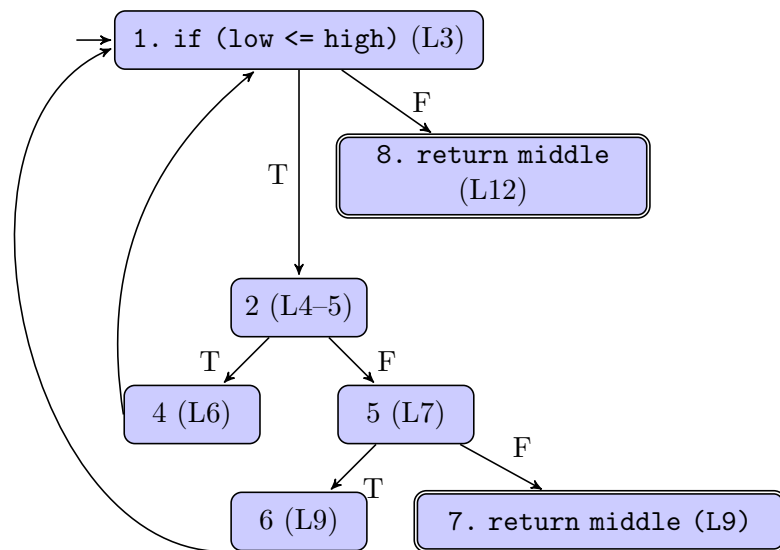 1. if (low <= high) (L3)
F
8. return middle
(L12)
T
2 (L4–5)
T
F
4 (L6)
5 (L7)
F
T
6 (L9)
7. return middle (L9)